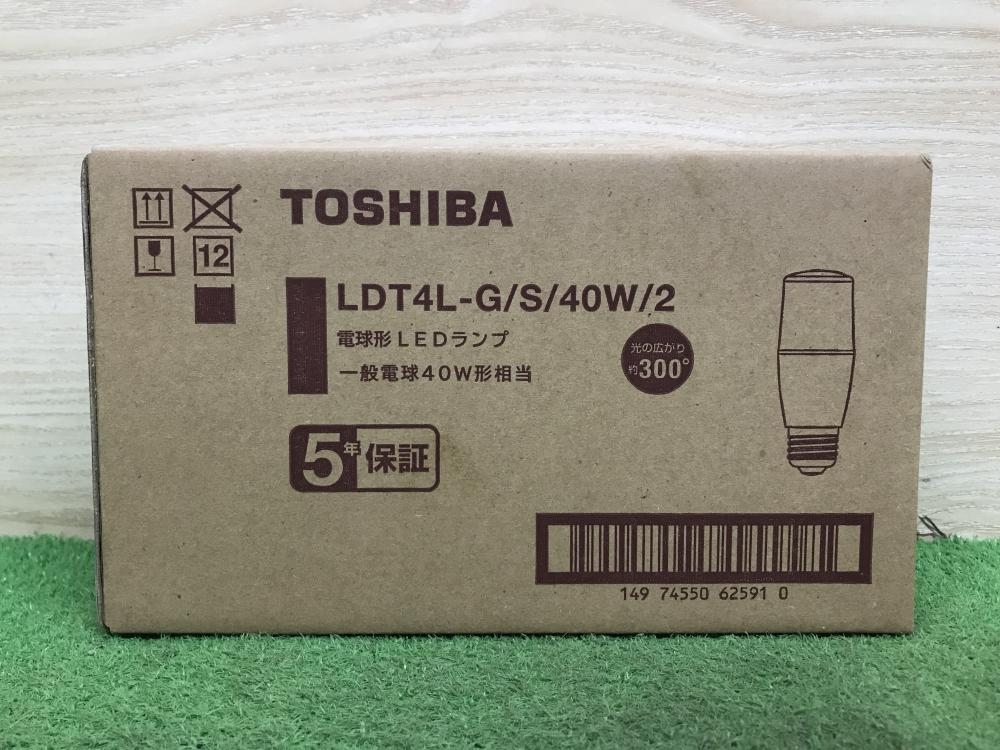 TOSHIBA
12
LDT4L-G/S/40W/2
電球形LEDランプ
一般電球40W形相当
光の広がり
約300°
5年保証
149 74550 62591 0